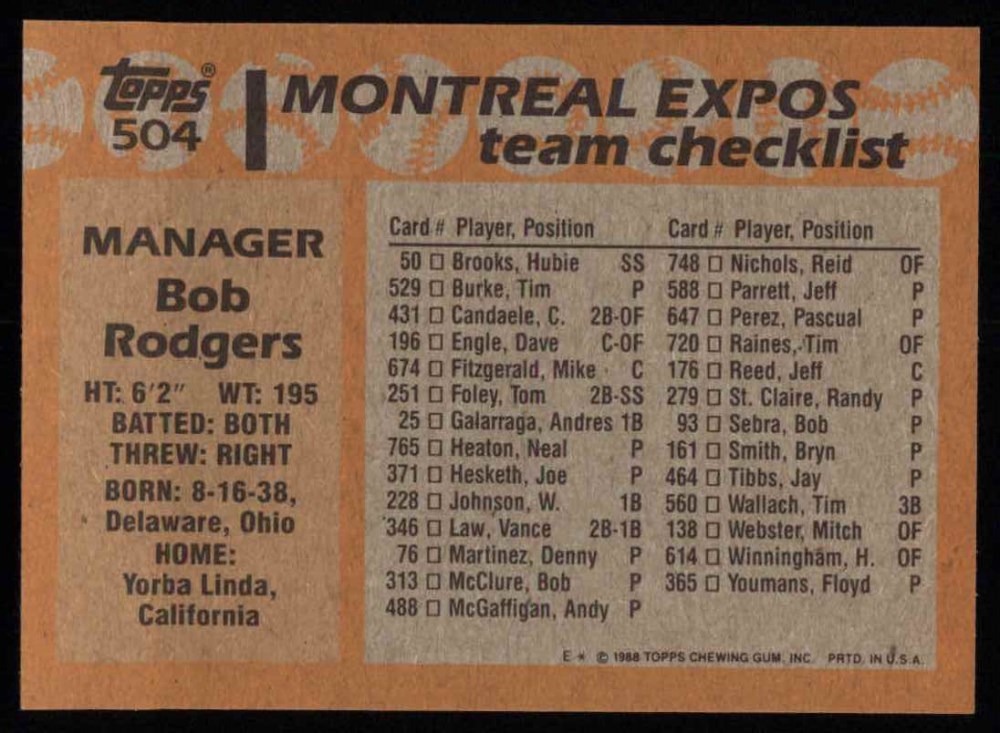 topps®
504
MONTREAL EXPOS
team checklist
MANAGER
Bob
Rodgers
HT: 6'2" WT: 195
BATTED: BOTH
THREW: RIGHT
BORN: 8-16-38,
Delaware, Ohio
HOME:
Yorba Linda,
California
Card # Player, Position
50 □ Brooks, Hubie SS
529 □ Burke, Tim P
431 □ Candaele, C. 2B-OF
196 □ Engle, Dave C-OF
674 □ Fitzgerald, Mike C
251 □ Foley, Tom 2B-SS
25 □ Galarraga, Andres 1B
765 □ Heaton, Neal P
371 □ Hesketh, Joe P
228 □ Johnson, W. 1B
346 □ Law, Vance 2B-1B
76 □ Martinez, Denny P
313 □ McClure, Bob P
488 □ McGaffigan, Andy P
Card # Player, Position
748 □ Nichols, Reid OF
588 □ Parrett, Jeff P
647 □ Perez, Pascual P
720 □ Raines, Tim OF
176 □ Reed, Jeff C
279 □ St. Claire, Randy P
93 □ Sebra, Bob P
161 □ Smith, Bryn P
464 □ Tibbs, Jay P
560 □ Wallach, Tim 3B
138 □ Webster, Mitch OF
614 □ Winningham, H. OF
365 □ Youmans, Floyd P
E * © 1988 TOPPS CHEWING GUM, INC. PRTD. IN U.S.A.